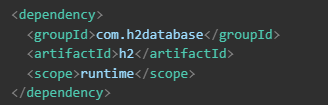 <dependency>
  <groupId>com.h2database</groupId>
  <artifactId>h2</artifactId>
  <scope>runtime</scope>
</dependency>